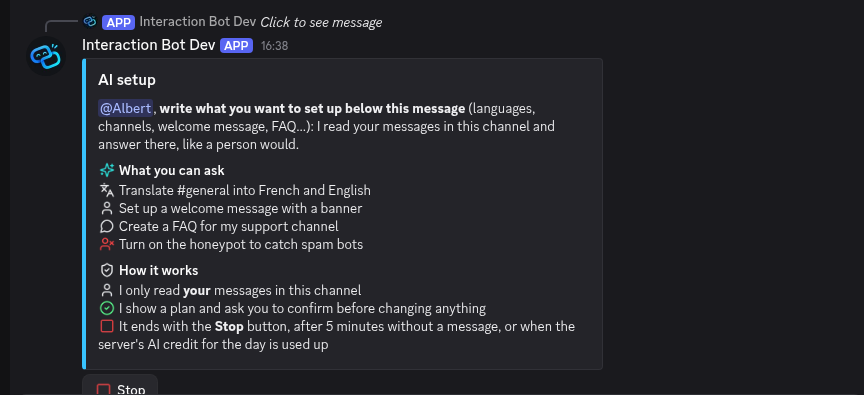 APP Interaction Bot Dev Click to see message
Interaction Bot Dev APP 16:38
AI setup
@Albert, write what you want to set up below this message (languages,
channels, welcome message, FAQ...): I read your messages in this channel and
answer there, like a person would.
What you can ask
Translate #general into French and English
Set up a welcome message with a banner
Create a FAQ for my support channel
Turn on the honeypot to catch spam bots
How it works
I only read your messages in this channel
I show a plan and ask you to confirm before changing anything
It ends with the Stop button, after 5 minutes without a message, or when the
server's AI credit for the day is used up
Stop